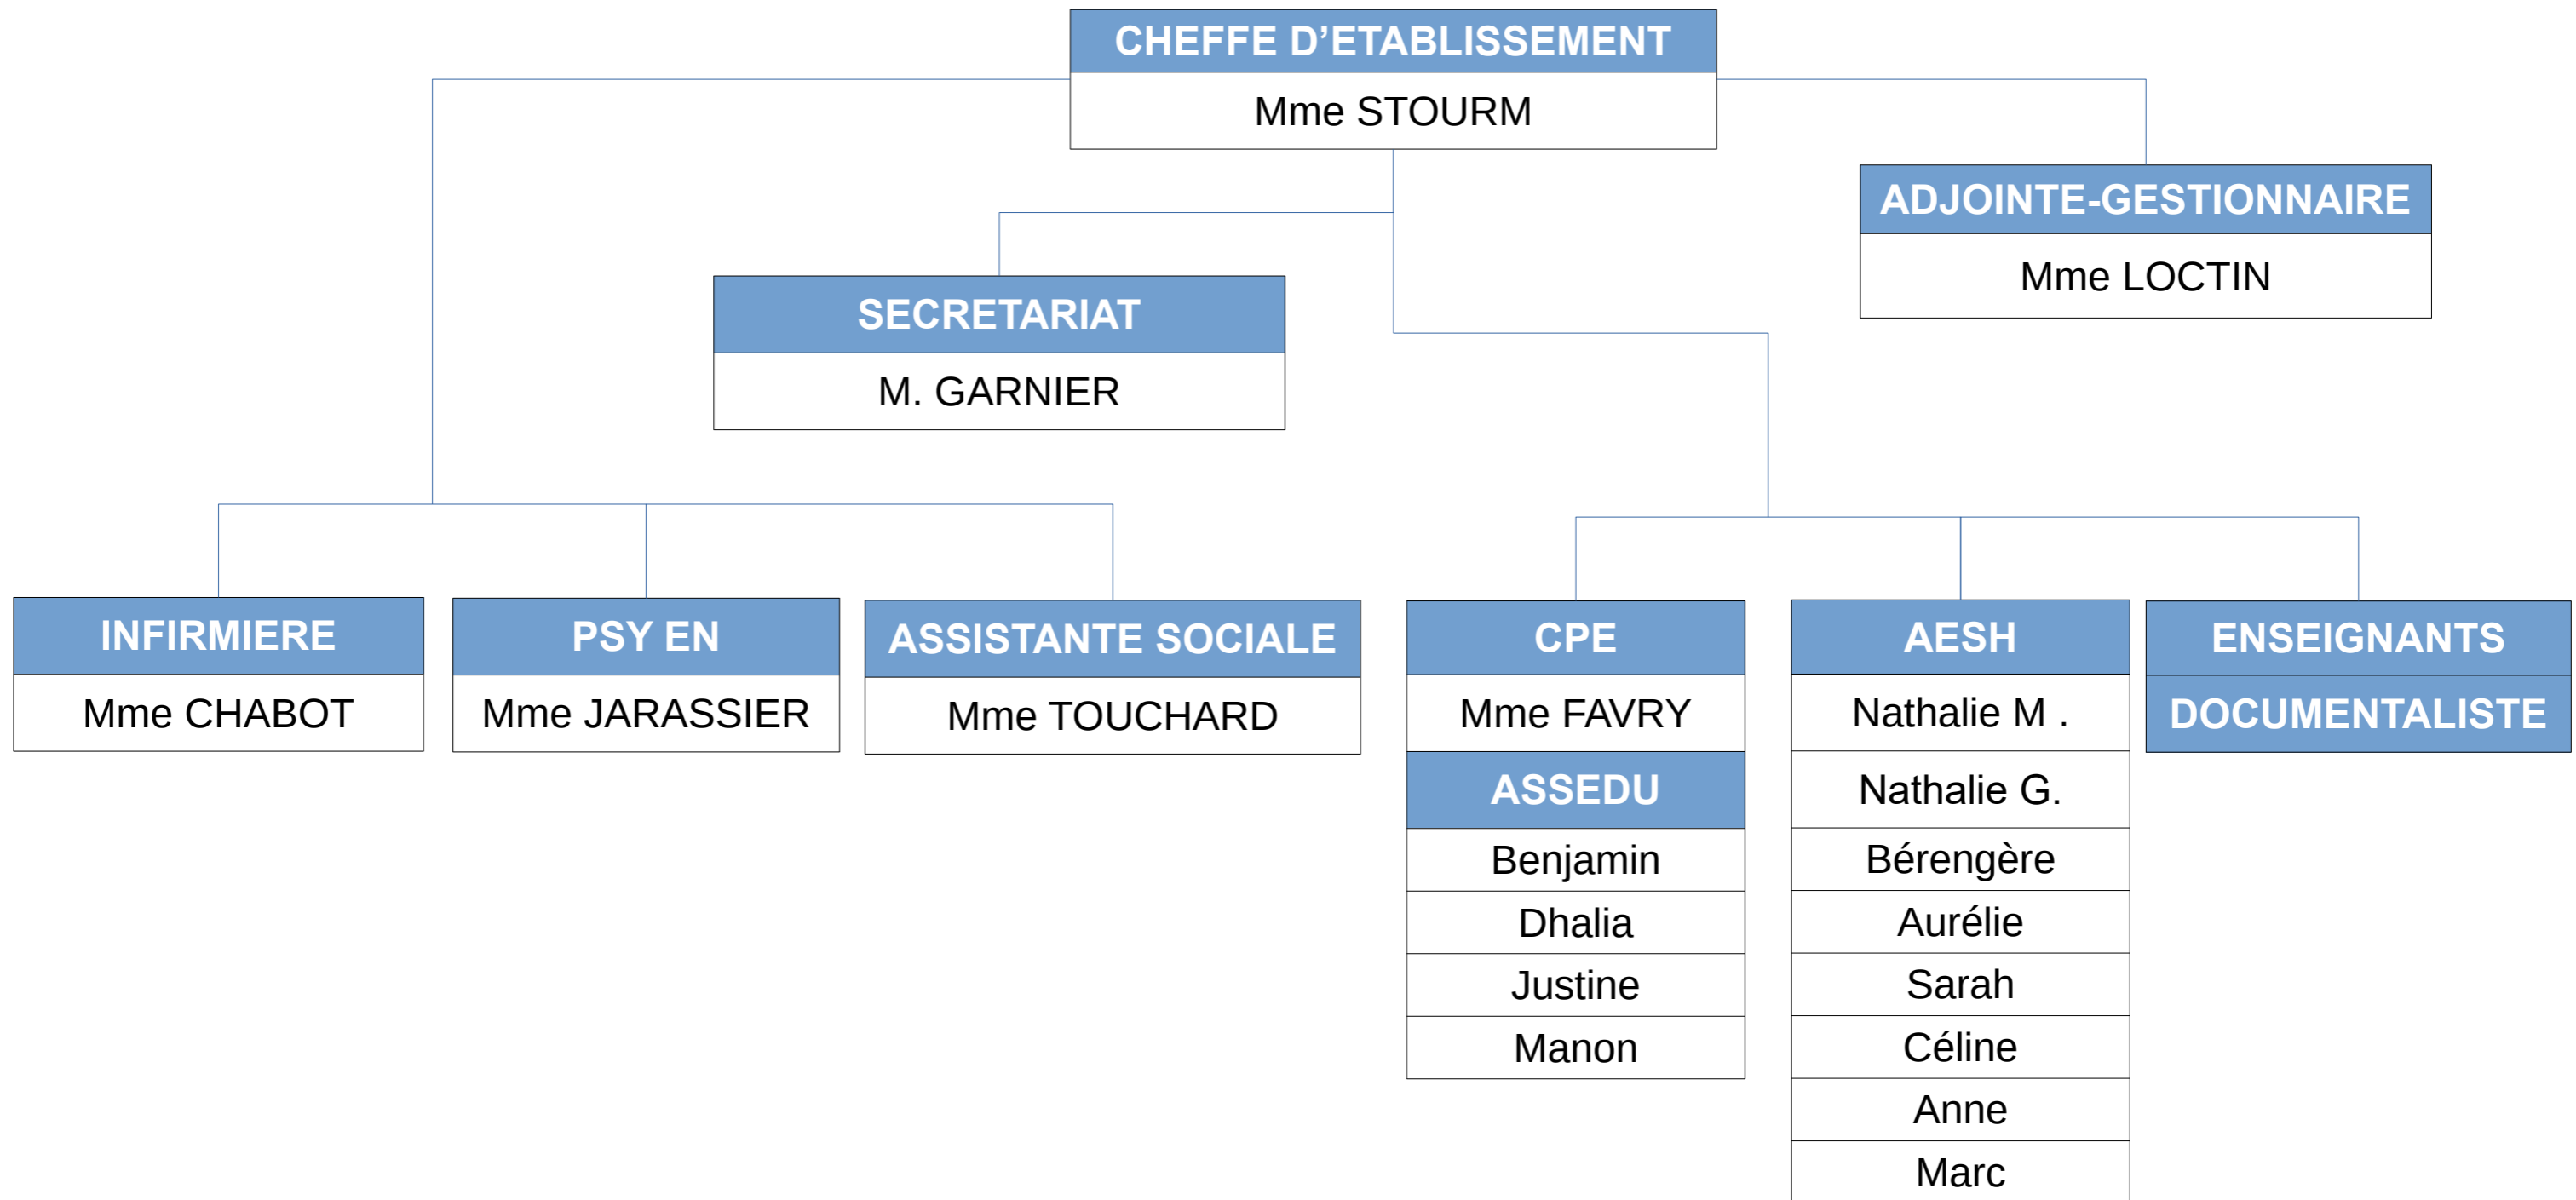 CHEFFE D’ETABLISSEMENT
Mme STOURM
ADJOINTE-GESTIONNAIRE
Mme LOCTIN
SECRETARIAT
M. GARNIER
INFIRMIERE
Mme CHABOT
PSY EN
Mme JARASSIER
ASSISTANTE SOCIALE
Mme TOUCHARD
CPE
Mme FAVRY
ASSEDU
Benjamin
Dhalia
Justine
Manon
AESH
Nathalie M .
Nathalie G.
Bérengère
Aurélie
Sarah
Céline
Anne
Marc
ENSEIGNANTS
DOCUMENTALISTE